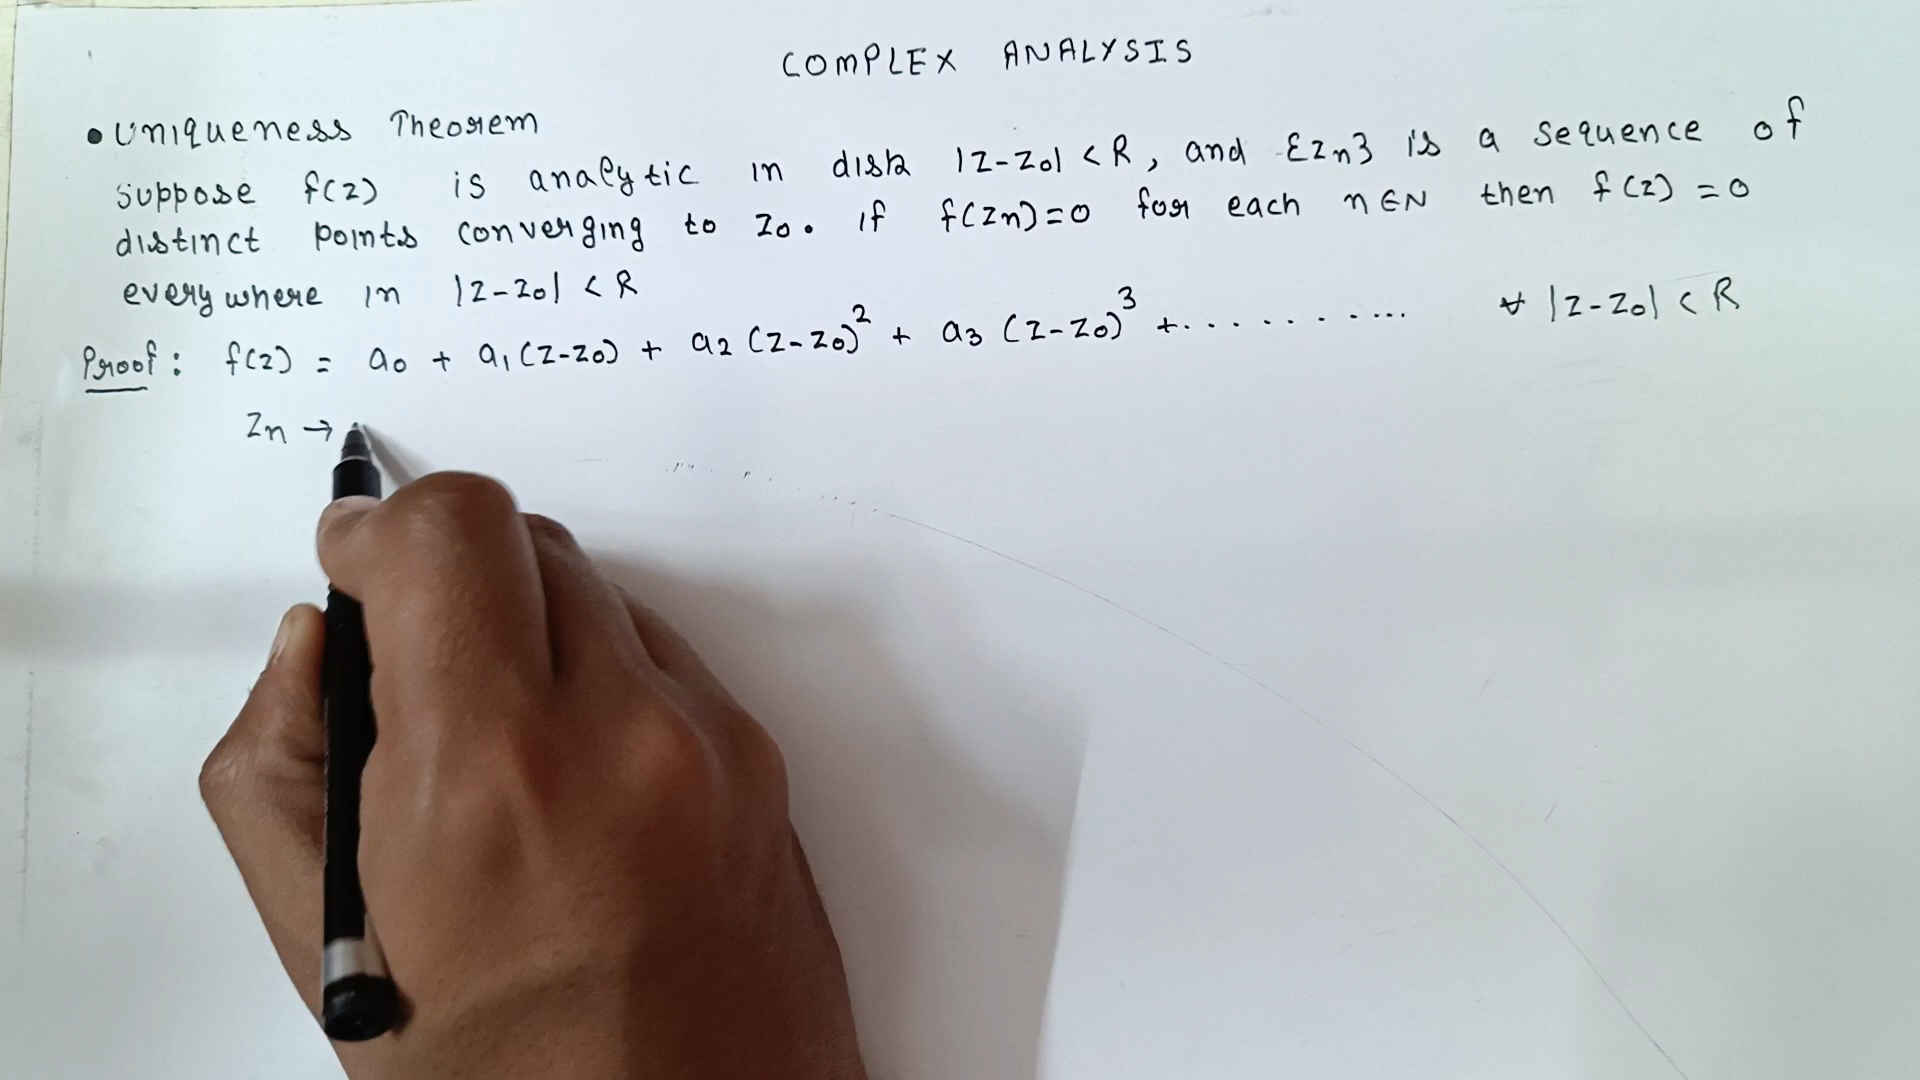 COMPLEX ANALYSIS
• Uniqueness Theorem
suppose f(z) is analytic in disk |z-z₀| < R, and {zₙ} is a sequence of
distinct points converging to z₀. if f(zₙ)=0 for each n∈N then f(z) = 0
everywhere in |z-z₀| < R
Proof: f(z) = a₀ + a₁(z-z₀) + a₂(z-z₀)² + a₃(z-z₀)³ +........... ∀ |z-z₀| < R
zₙ →